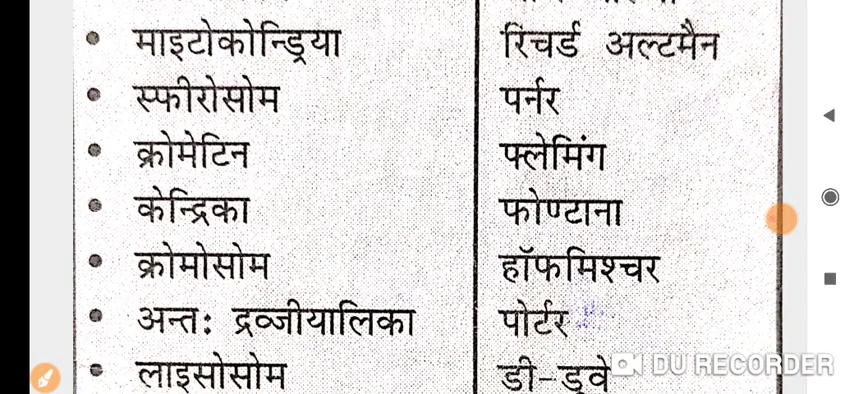 माइटोकोन्ड्रिया रिचर्ड अल्टमैन
स्फीरोसोम पर्नर
क्रोमेटिन फ्लेमिंग
केन्द्रिका फोण्टाना
क्रोमोसोम हॉफमिश्चर
अन्तः द्रव्जीयालिका पोर्टर
लाइसोसोम डी-डूवे
DU RECORDER